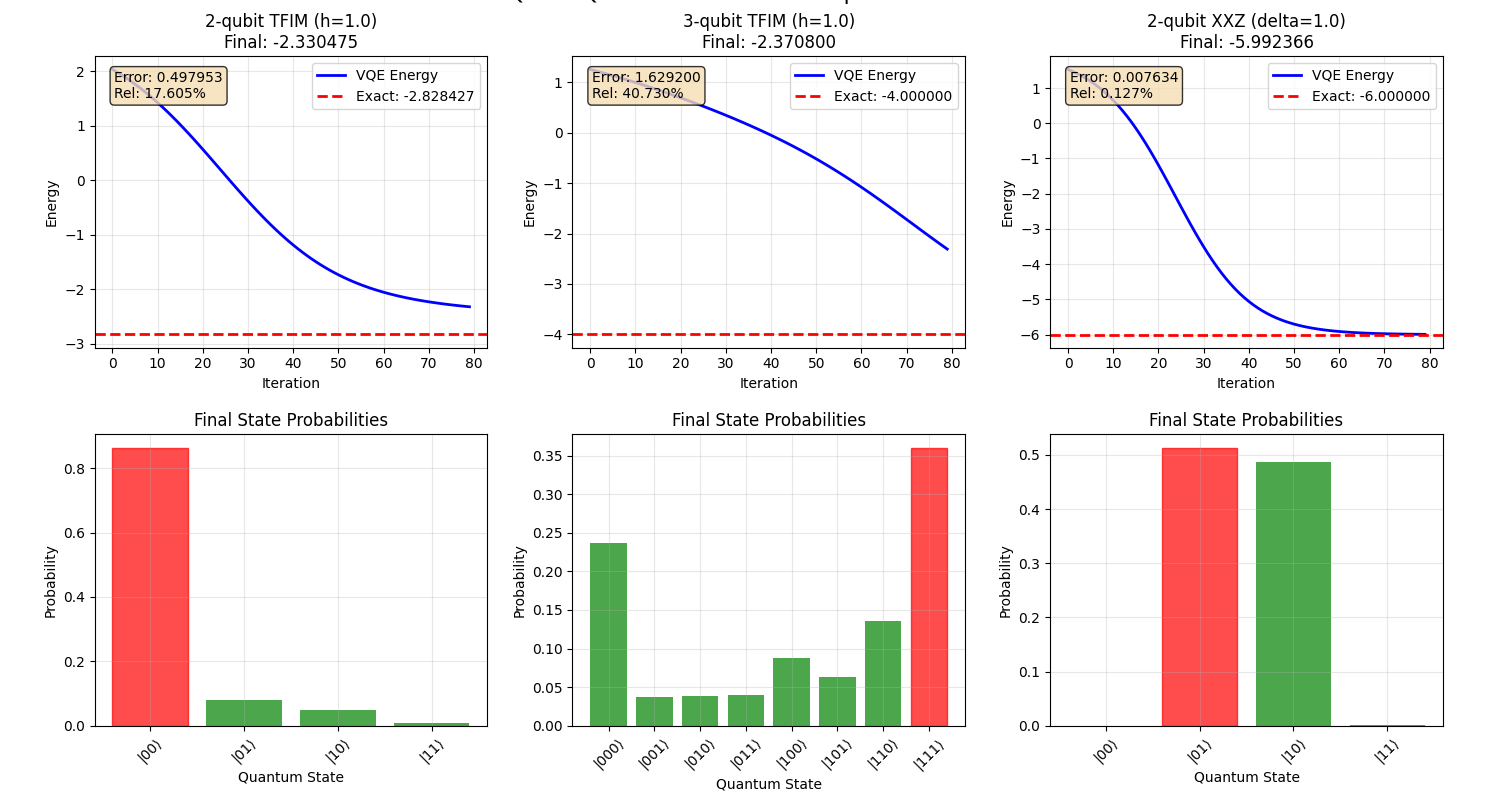 2-qubit TFIM (h=1.0)
Final: -2.330475
Error: 0.497953
Rel: 17.605%
VQE Energy
Exact: -2.828427
2
1
0
−1
−2
−3
Energy
0 10 20 30 40 50 60 70 80
Iteration
3-qubit TFIM (h=1.0)
Final: -2.370800
Error: 1.629200
Rel: 40.730%
VQE Energy
Exact: -4.000000
1
0
−1
−2
−3
−4
Energy
0 10 20 30 40 50 60 70 80
Iteration
2-qubit XXZ (delta=1.0)
Final: -5.992366
Error: 0.007634
Rel: 0.127%
VQE Energy
Exact: -6.000000
1
0
−1
−2
−3
−4
−5
−6
Energy
0 10 20 30 40 50 60 70 80
Iteration
Final State Probabilities
0.8
0.6
0.4
0.2
0.0
Probability
|00⟩ |01⟩ |10⟩ |11⟩
Quantum State
Final State Probabilities
0.35
0.30
0.25
0.20
0.15
0.10
0.05
0.00
Probability
|000⟩ |001⟩ |010⟩ |011⟩ |100⟩ |101⟩ |110⟩ |111⟩
Quantum State
Final State Probabilities
0.5
0.4
0.3
0.2
0.1
0.0
Probability
|00⟩ |01⟩ |10⟩ |11⟩
Quantum State